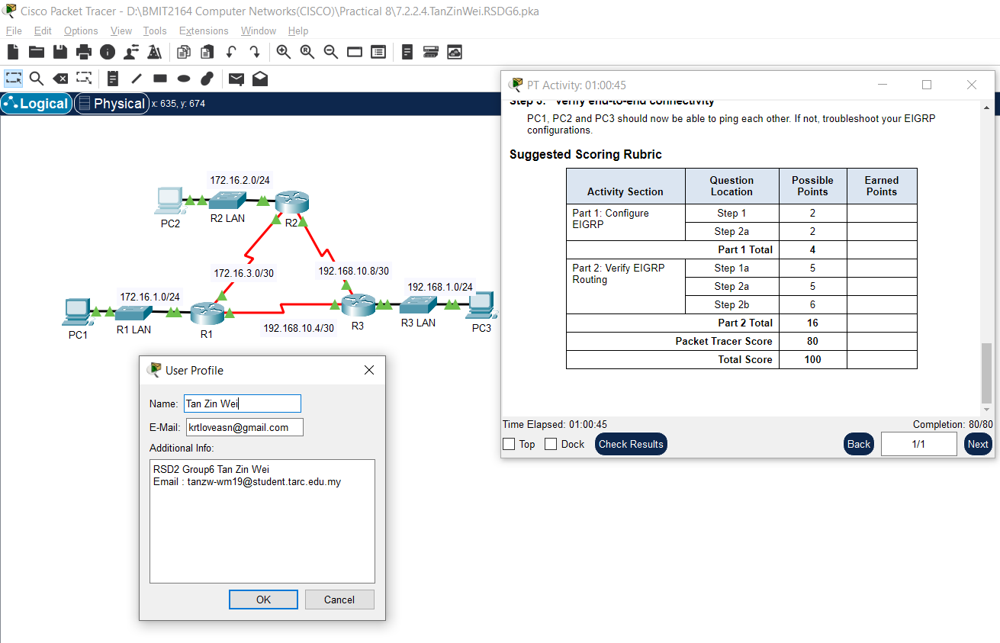 Cisco Packet Tracer - D:\BMIT2164 Computer Networks(CISCO)\Practical 8\7.2.2.4.TanZinWei.RSDG6.pka
File Edit Options View Tools Extensions Window Help
Logical Physical x: 635, y: 674
172.16.2.0/24
PC2
R2 LAN
R2
172.16.3.0/30
192.168.10.8/30
172.16.1.0/24
192.168.1.0/24
PC1
R1 LAN
R1
192.168.10.4/30
R3
R3 LAN
PC3
User Profile
Name: Tan Zin Wei
E-Mail: krtloveasn@gmail.com
Additional Info:
RSD2 Group6 Tan Zin Wei
Email : tanzw-wm19@student.tarc.edu.my
OK Cancel
PT Activity: 01:00:45
Step 3: Verify end-to-end connectivity
PC1, PC2 and PC3 should now be able to ping each other. If not, troubleshoot your EIGRP
configurations.
Suggested Scoring Rubric
Activity Section Question Location Possible Points Earned Points
Part 1: Configure EIGRP Step 1 2
Step 2a 2
Part 1 Total 4
Part 2: Verify EIGRP Routing Step 1a 5
Step 2a 5
Step 2b 6
Part 2 Total 16
Packet Tracer Score 80
Total Score 100
Time Elapsed: 01:00:45 Completion: 80/80
Top Dock Check Results Back 1/1 Next